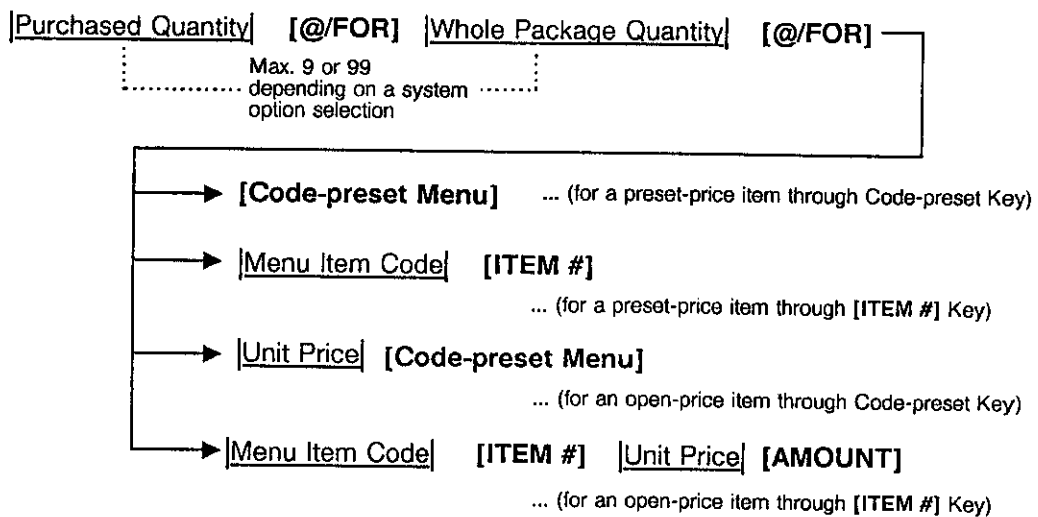 |Purchased Quantity| [@/FOR] |Whole Package Quantity| [@/FOR]
Max. 9 or 99
depending on a system
option selection
[Code-preset Menu] ... (for a preset-price item through Code-preset Key)
|Menu Item Code| [ITEM #]
... (for a preset-price item through [ITEM #] Key)
|Unit Price| [Code-preset Menu]
... (for an open-price item through Code-preset Key)
|Menu Item Code| [ITEM #] |Unit Price| [AMOUNT]
... (for an open-price item through [ITEM #] Key)